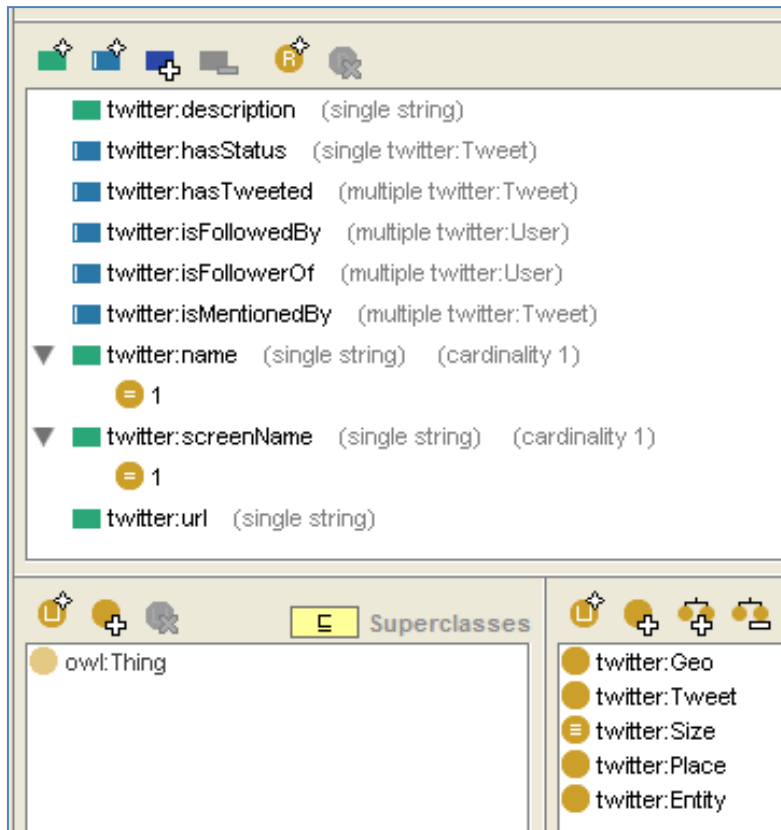 R
twitter:description (single string)
twitter:hasStatus (single twitter:Tweet)
twitter:hasTweeted (multiple twitter:Tweet)
twitter:isFollowedBy (multiple twitter:User)
twitter:isFollowerOf (multiple twitter:User)
twitter:isMentionedBy (multiple twitter:Tweet)
twitter:name (single string) (cardinality 1)
= 1
twitter:screenName (single string) (cardinality 1)
= 1
twitter:url (single string)
⊑ Superclasses
owl:Thing
twitter:Geo
twitter:Tweet
twitter:Size
twitter:Place
twitter:Entity